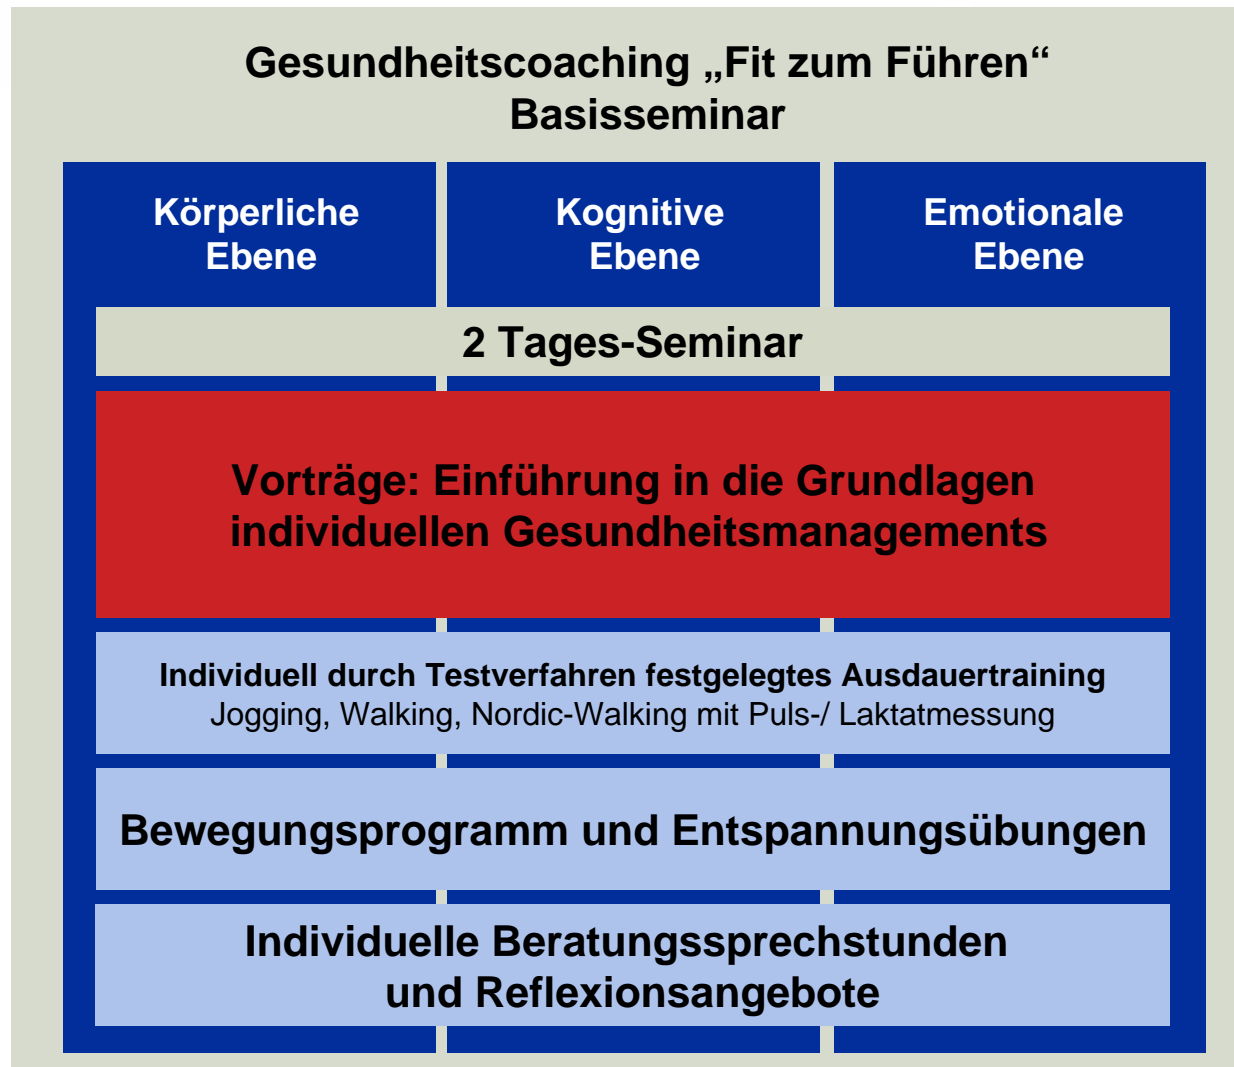 Gesundheitscoaching „Fit zum Führen“
Basisseminar
Körperliche
Ebene
Kognitive
Ebene
Emotionale
Ebene
2 Tages-Seminar
Vorträge: Einführung in die Grundlagen
individuellen Gesundheitsmanagements
Individuell durch Testverfahren festgelegtes Ausdauertraining
Jogging, Walking, Nordic-Walking mit Puls-/ Laktatmessung
Bewegungsprogramm und Entspannungsübungen
Individuelle Beratungssprechstunden
und Reflexionsangebote